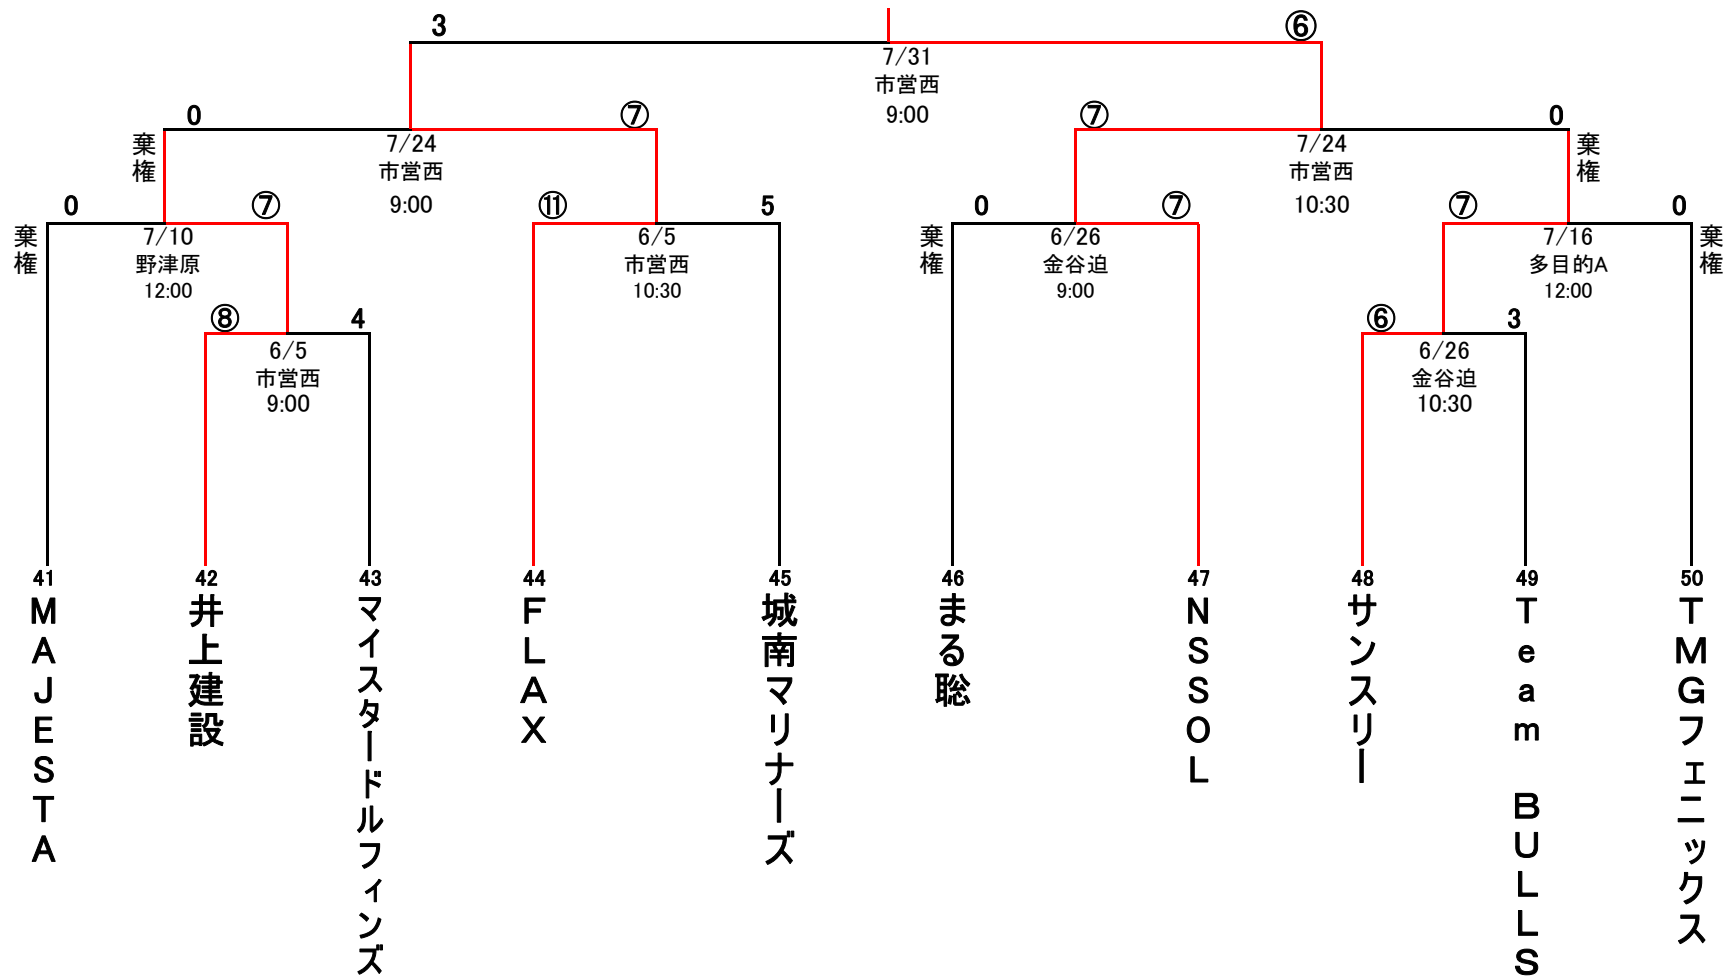 3
⑥
7/31
市営西
9:00
0
⑦
⑦
0
棄権
7/24
市営西
9:00
7/24
市営西
10:30
棄権
0
⑦
⑪
5
0
⑦
⑦
0
棄権
7/10
野津原
12:00
6/5
市営西
10:30
棄権
6/26
金谷迫
9:00
7/16
多目的A
12:00
棄権
⑧
4
6/5
市営西
9:00
⑥
3
6/26
金谷迫
10:30
41
MAJESTA
42
井上建設
43
マイスタードルフィンズ
44
FLAX
45
城南マリナーズ
46
まる聡
47
NSSOL
48
サンスリー
49
Team BULLS
50
TMGフェニックス